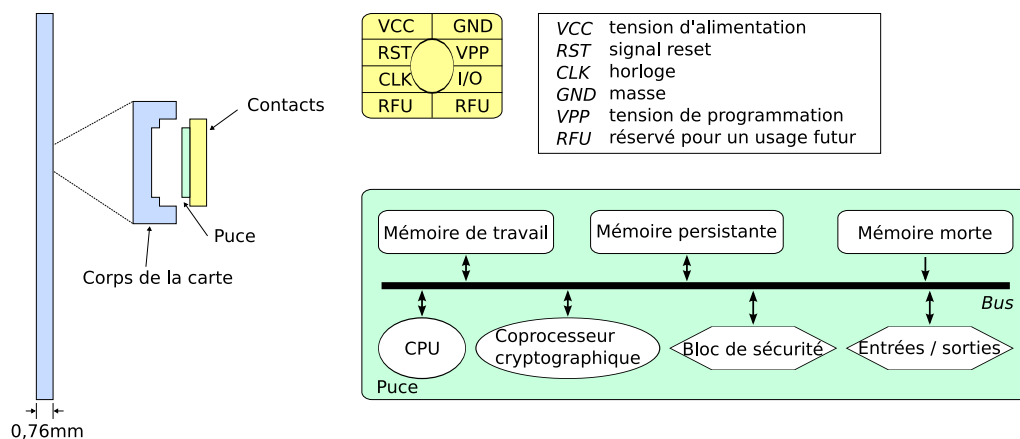 VCC GND
RST VPP
CLK I/O
RFU RFU
VCC tension d'alimentation
RST signal reset
CLK horloge
GND masse
VPP tension de programmation
RFU réservé pour un usage futur
Contacts
Puce
Corps de la carte
0,76mm
Mémoire de travail
Mémoire persistante
Mémoire morte
Bus
CPU
Coprocesseur
cryptographique
Bloc de sécurité
Entrées / sorties
Puce